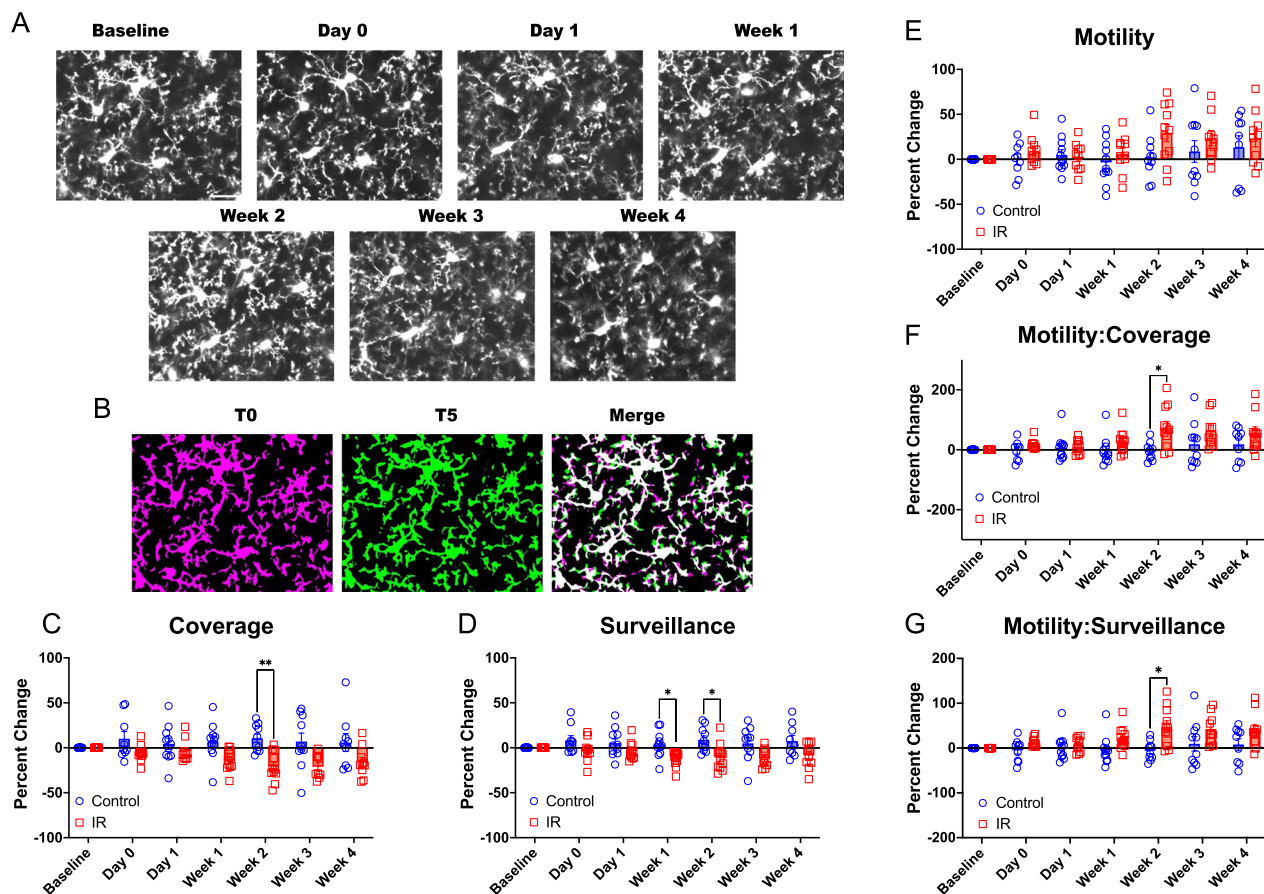 A
Baseline
Day 0
Day 1
Week 1
Week 2
Week 3
Week 4
B
T0
T5
Merge
C
Coverage
Percent Change
100
50
0
-50
-100
**
Control
IR
Baseline
Day 0
Day 1
Week 1
Week 2
Week 3
Week 4
D
Surveillance
Percent Change
100
50
0
-50
-100
*
*
Control
IR
Baseline
Day 0
Day 1
Week 1
Week 2
Week 3
Week 4
E
Motility
Percent Change
100
50
0
-50
-100
Control
IR
Baseline
Day 0
Day 1
Week 1
Week 2
Week 3
Week 4
F
Motility:Coverage
Percent Change
200
0
-200
*
Control
IR
Baseline
Day 0
Day 1
Week 1
Week 2
Week 3
Week 4
G
Motility:Surveillance
Percent Change
200
100
0
-100
-200
*
Control
IR
Baseline
Day 0
Day 1
Week 1
Week 2
Week 3
Week 4